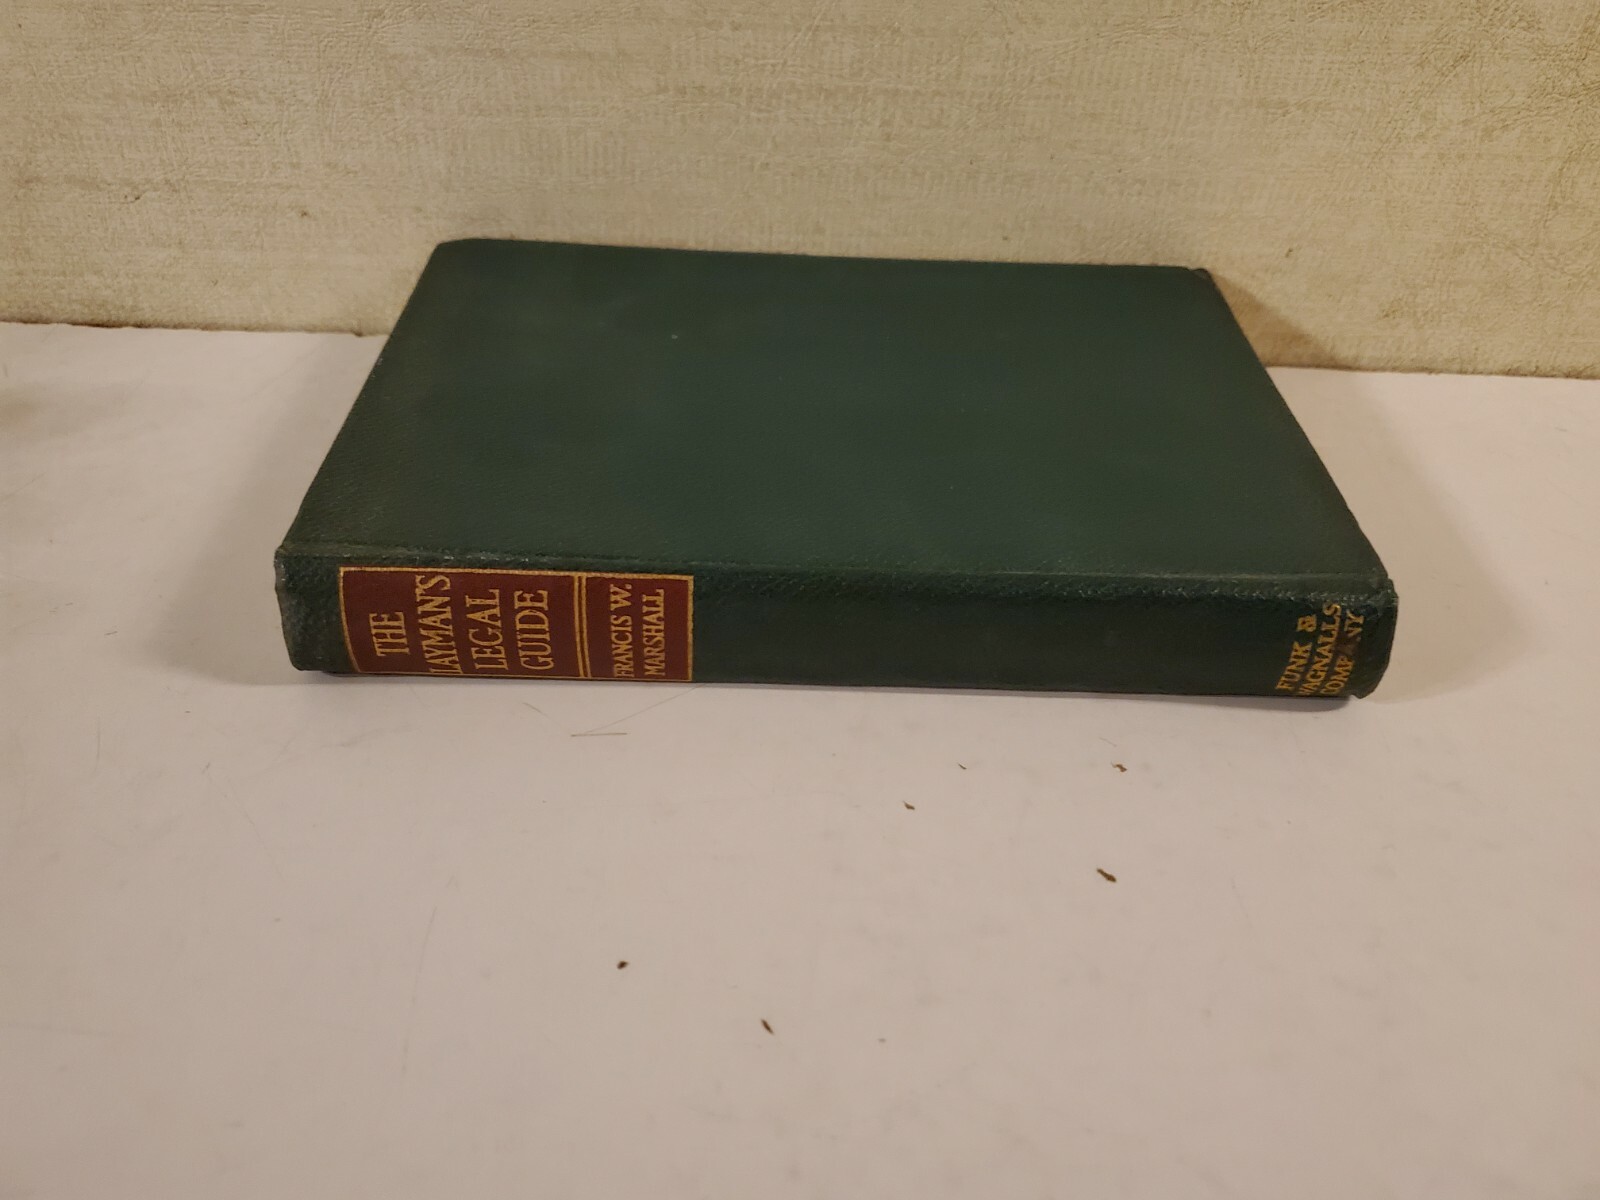 THE
LAYMAN'S
LEGAL
GUIDE
FRANCIS W.
MARSHALL
FUNK &
WAGNALLS
COMPANY